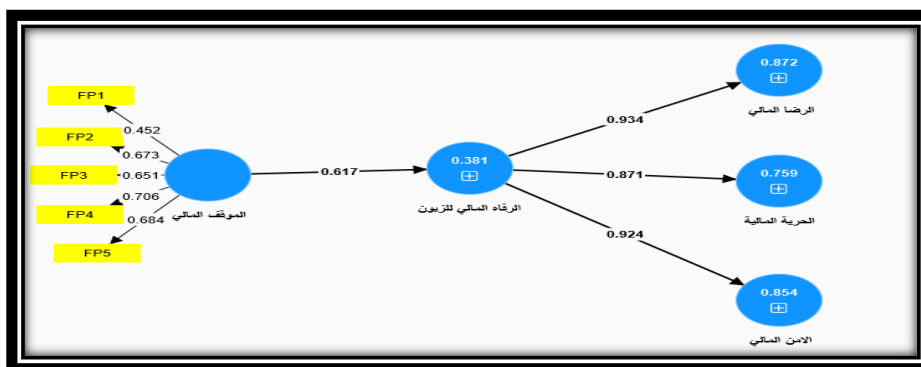 FP1
FP2
FP3
FP4
FP5
0.452
0.673
0.651
0.706
0.684
الموقف المالي
0.617
0.381
الرفاه المالي للزبون
0.934
0.871
0.924
0.872
الرضا المالي
0.759
الحرية المالية
0.854
الامن المالي